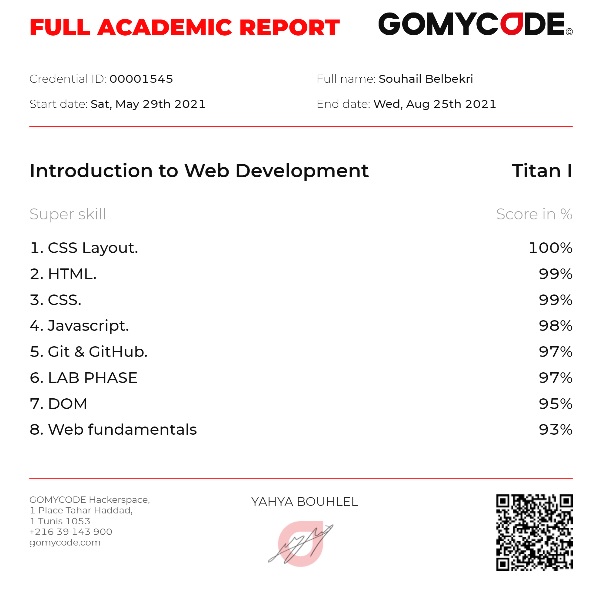 FULL ACADEMIC REPORT
GOMYCODE©
Credential ID: 00001545
Full name: Souhail Belbekri
Start date: Sat, May 29th 2021
End date: Wed, Aug 25th 2021
Introduction to Web Development
Titan I
Super skill
Score in %
1. CSS Layout. 100%
2. HTML. 99%
3. CSS. 99%
4. Javascript. 98%
5. Git & GitHub. 97%
6. LAB PHASE 97%
7. DOM 95%
8. Web fundamentals 93%
GOMYCODE Hackerspace,
1 Place Tahar Haddad,
1 Tunis 1053
+216 39 143 900
gomycode.com
YAHYA BOUHLEL